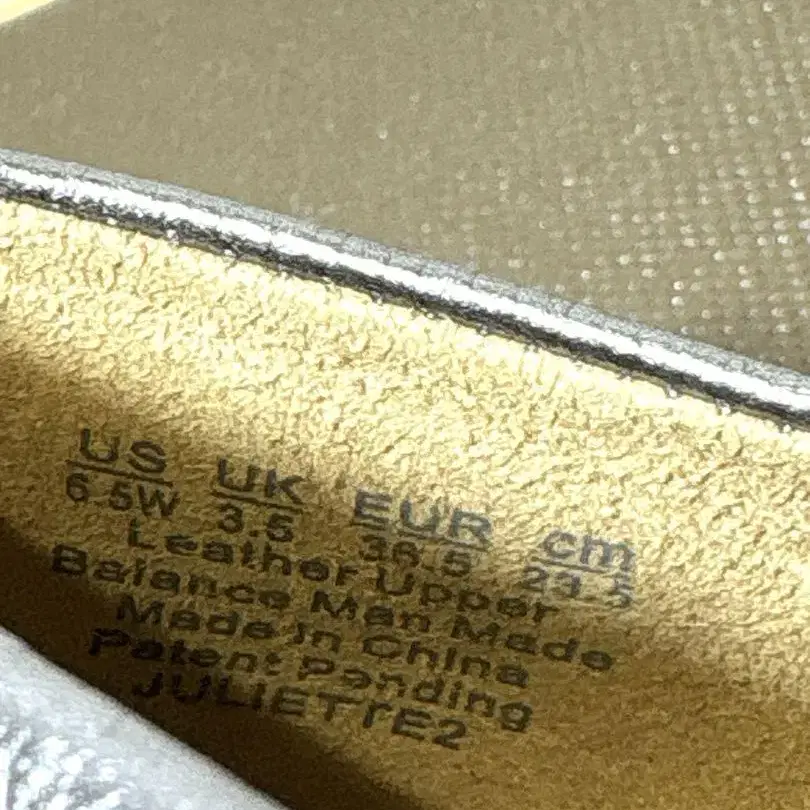 US UK EUR cm
6.5W 3.5 36.5 23.5
Leather Upper
Balance Man Made
Made in China
Patent Pending
JULIETTE2